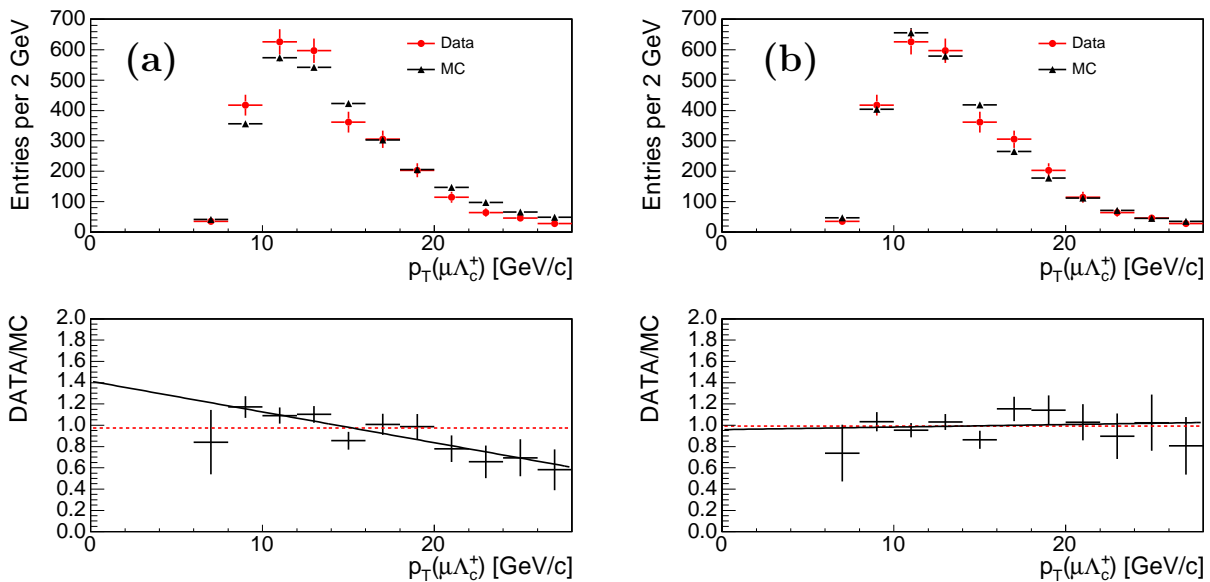 700
600
500
400
300
200
100
0
Entries per 2 GeV
(a)
Data
MC
0 10 20
p_T(μΛ_c^+) [GeV/c]
700
600
500
400
300
200
100
0
Entries per 2 GeV
(b)
Data
MC
0 10 20
p_T(μΛ_c^+) [GeV/c]
2.0
1.8
1.6
1.4
1.2
1.0
0.8
0.6
0.4
0.2
0.0
DATA/MC
0 10 20
p_T(μΛ_c^+) [GeV/c]
2.0
1.8
1.6
1.4
1.2
1.0
0.8
0.6
0.4
0.2
0.0
DATA/MC
0 10 20
p_T(μΛ_c^+) [GeV/c]